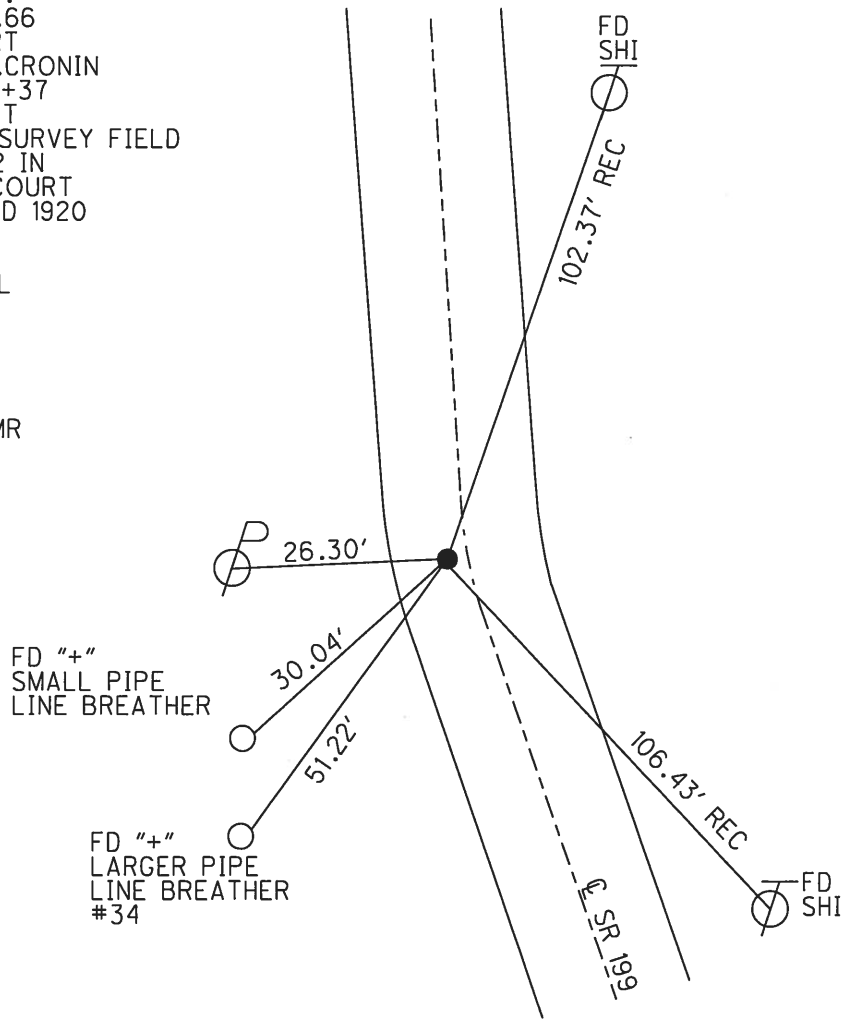 .66
CRONIN
+37
SURVEY FIELD
2 IN
COURT
D 1920
FD
SHI
102.37' REC
26.30'
30.04'
51.22'
FD "+"
SMALL PIPE
LINE BREATHER
FD "+"
LARGER PIPE
LINE BREATHER
#34
106.43' REC
℄ SR 199
FD
SHI